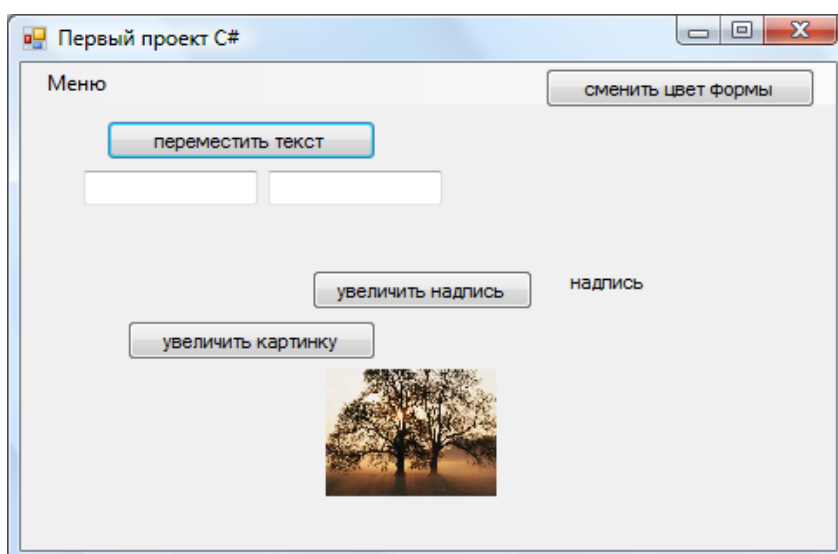 Первый проект C#
Меню
сменить цвет формы
переместить текст
увеличить надпись
надпись
увеличить картинку